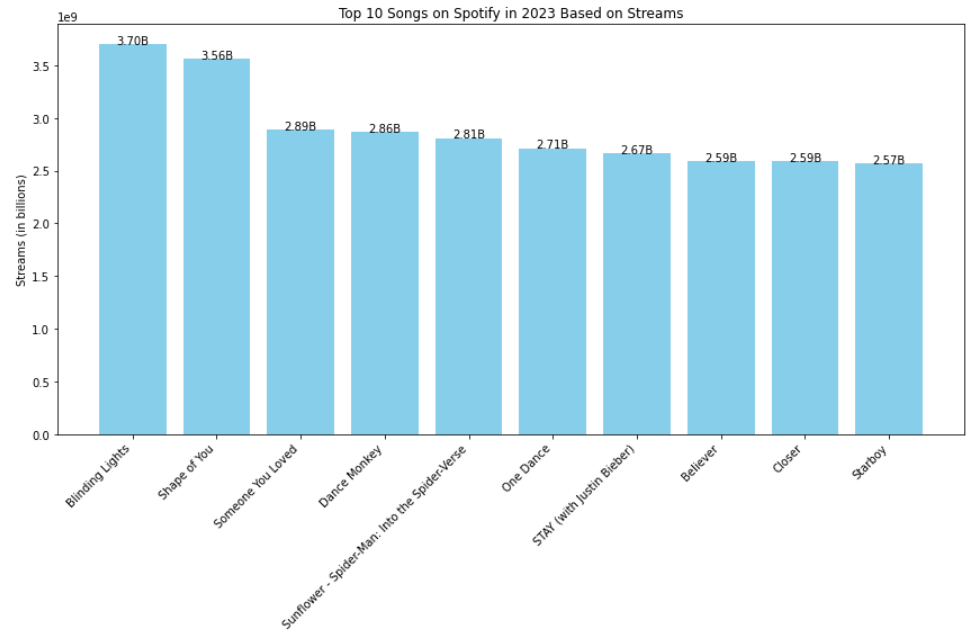 Top 10 Songs on Spotify in 2023 Based on Streams
1e9
Streams (in billions)
3.5
3.0
2.5
2.0
1.5
1.0
0.5
0.0
3.70B
3.56B
2.89B
2.86B
2.81B
2.71B
2.67B
2.59B
2.59B
2.57B
Blinding Lights
Shape of You
Someone You Loved
Dance Monkey
Sunflower - Spider-Man: Into the Spider-Verse
One Dance
STAY (with Justin Bieber)
Believer
Closer
Starboy